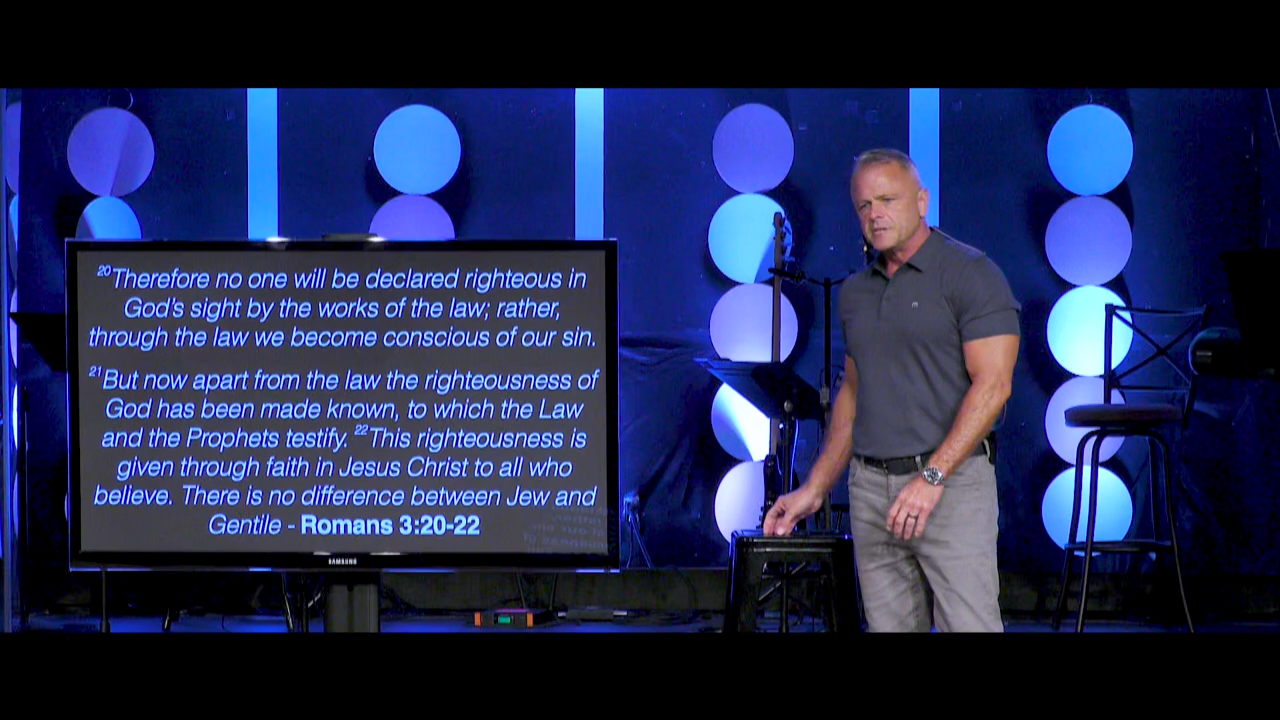 ²⁰Therefore no one will be declared righteous in
God's sight by the works of the law; rather,
through the law we become conscious of our sin.
²¹But now apart from the law the righteousness of
God has been made known, to which the Law
and the Prophets testify. ²²This righteousness is
given through faith in Jesus Christ to all who
believe. There is no difference between Jew and
Gentile - Romans 3:20-22
SAMSUNG